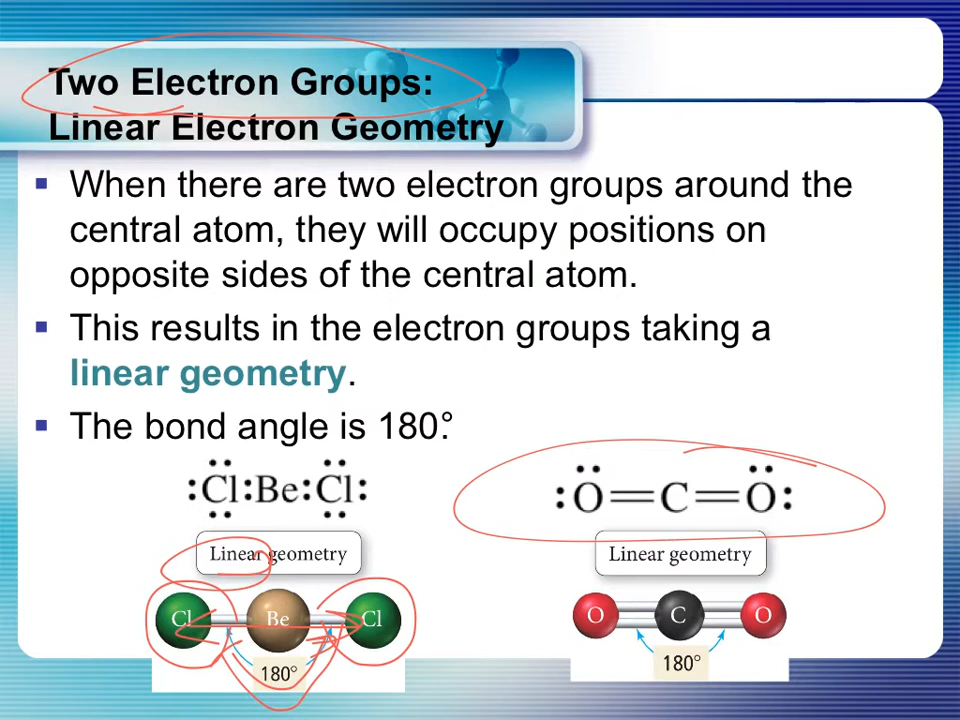 Two Electron Groups:
Linear Electron Geometry
▪ When there are two electron groups around the
central atom, they will occupy positions on
opposite sides of the central atom.
▪ This results in the electron groups taking a
linear geometry.
▪ The bond angle is 180°.
:Cl:Be:Cl:
:O=C=O:
Linear geometry
Linear geometry
Cl Be Cl
O C O
180°
180°